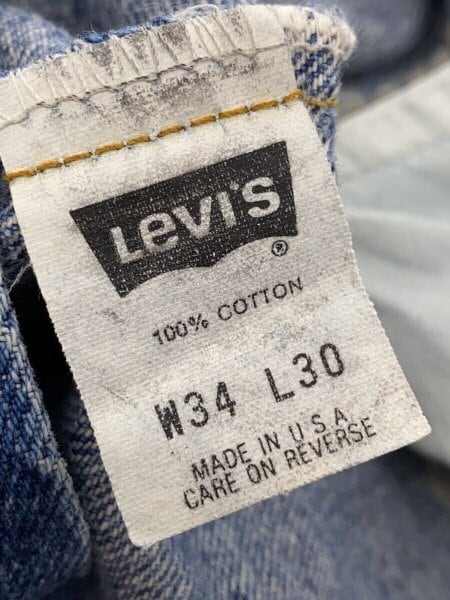 Levi's ®
100% COTTON
W34 L30
MADE IN U S A
CARE ON REVERSE